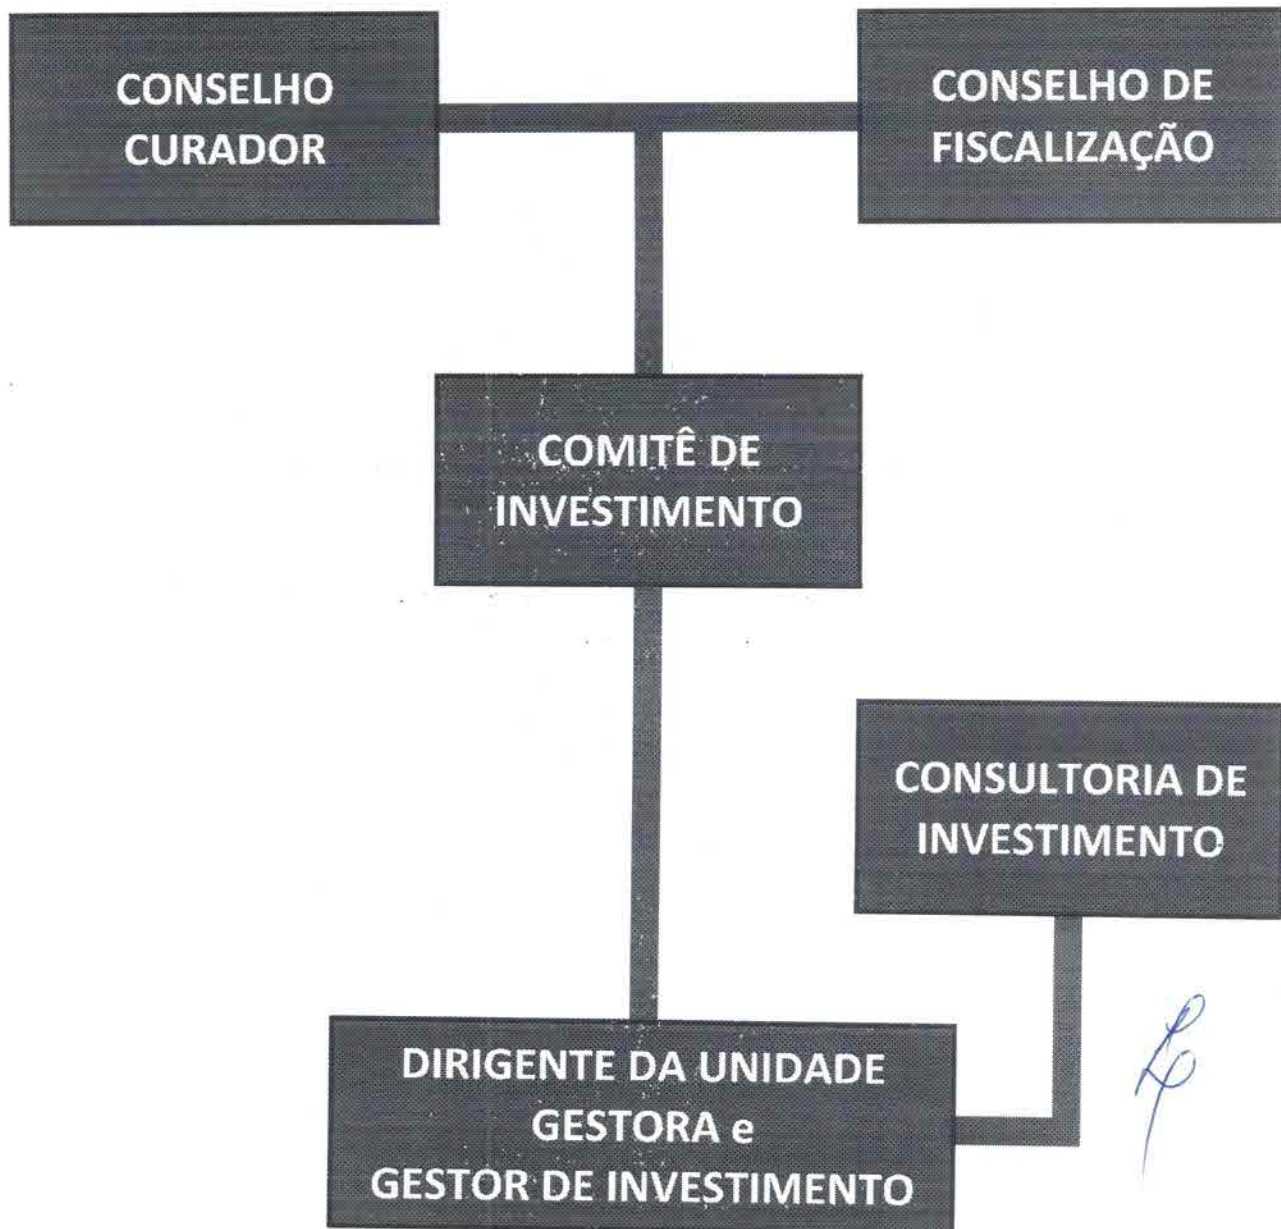 CONSELHO
CURADOR
CONSELHO DE
FISCALIZAÇÃO
COMITÊ DE
INVESTIMENTO
CONSULTORIA DE
INVESTIMENTO
DIRIGENTE DA UNIDADE
GESTORA e
GESTOR DE INVESTIMENTO